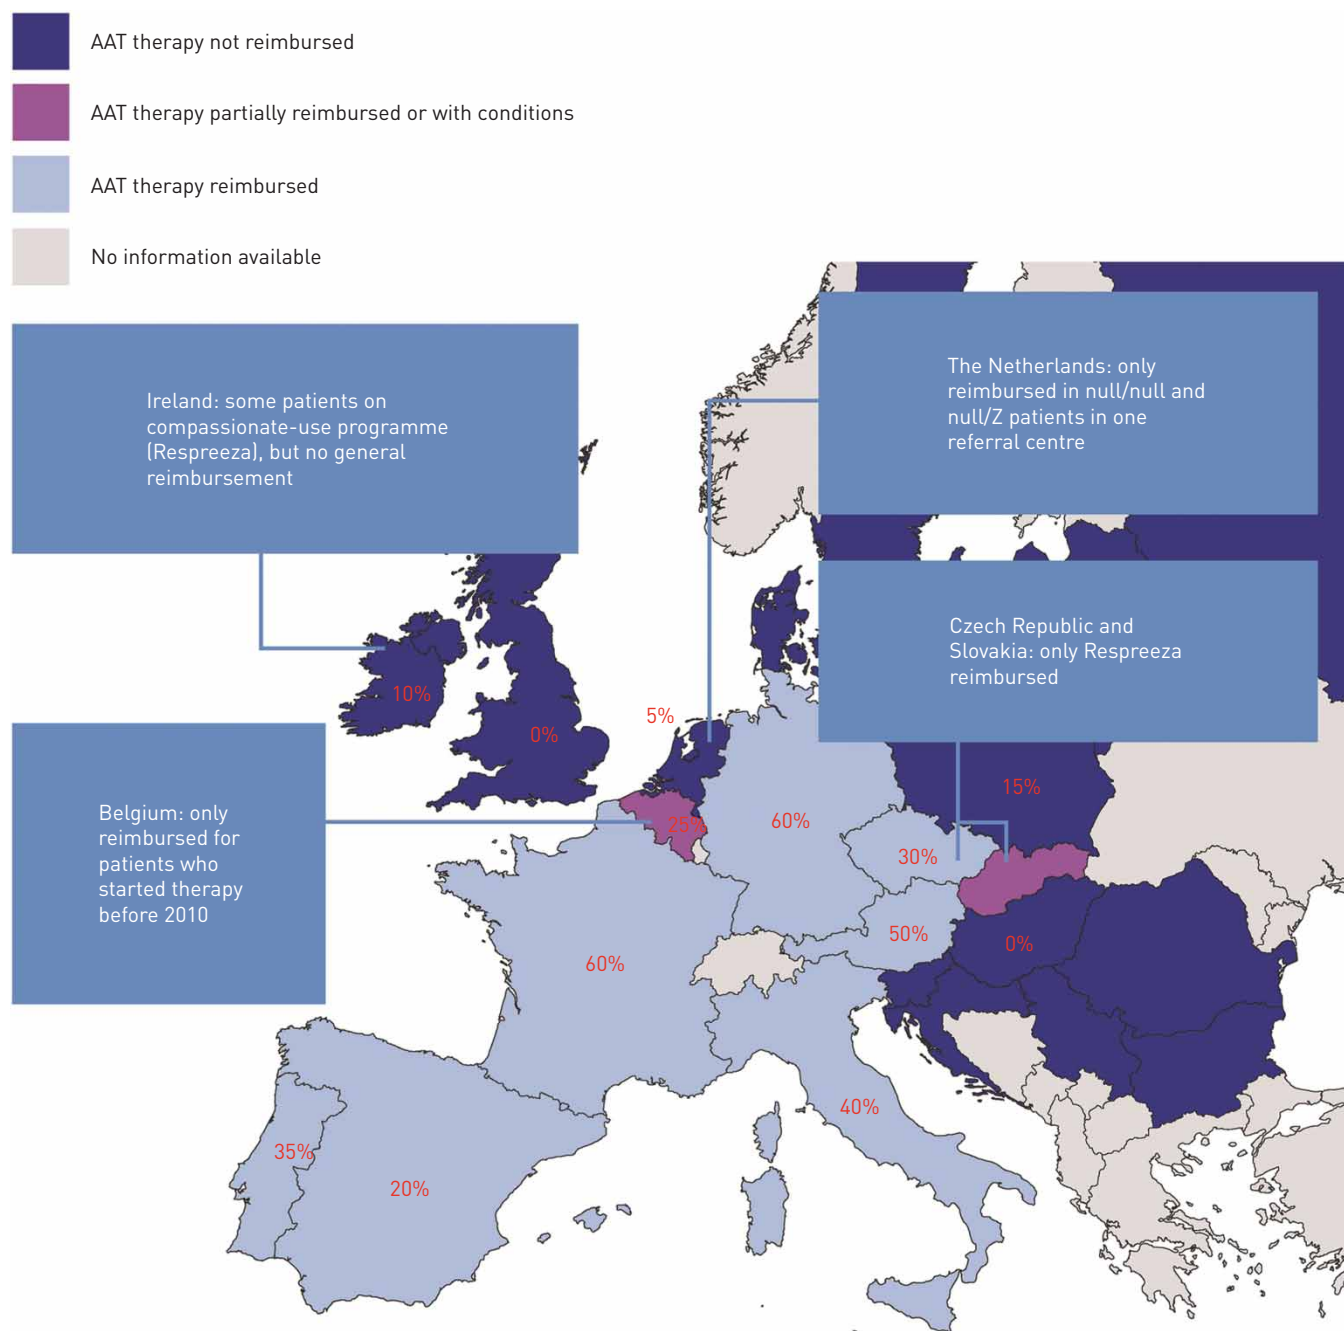 AAT therapy not reimbursed
AAT therapy partially reimbursed or with conditions
AAT therapy reimbursed
No information available
Ireland: some patients on
compassionate-use programme
(Respreeza), but no general
reimbursement
The Netherlands: only
reimbursed in null/null and
null/Z patients in one
referral centre
Czech Republic and
Slovakia: only Respreeza
reimbursed
Belgium: only
reimbursed for
patients who
started therapy
before 2010
10%
0%
5%
15%
25%
60%
30%
50%
0%
60%
40%
35%
20%